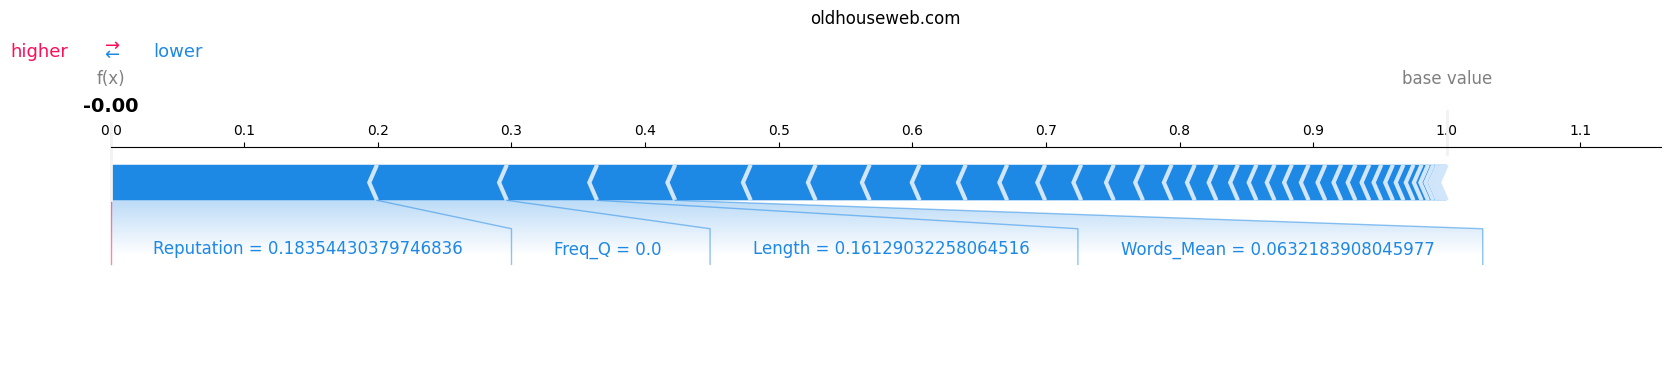 oldhouseweb.com
higher ⇄ lower
f(x) base value
-0.00
0.0 0.1 0.2 0.3 0.4 0.5 0.6 0.7 0.8 0.9 1.0 1.1
Reputation = 0.18354430379746836 Freq_Q = 0.0 Length = 0.16129032258064516 Words_Mean = 0.0632183908045977